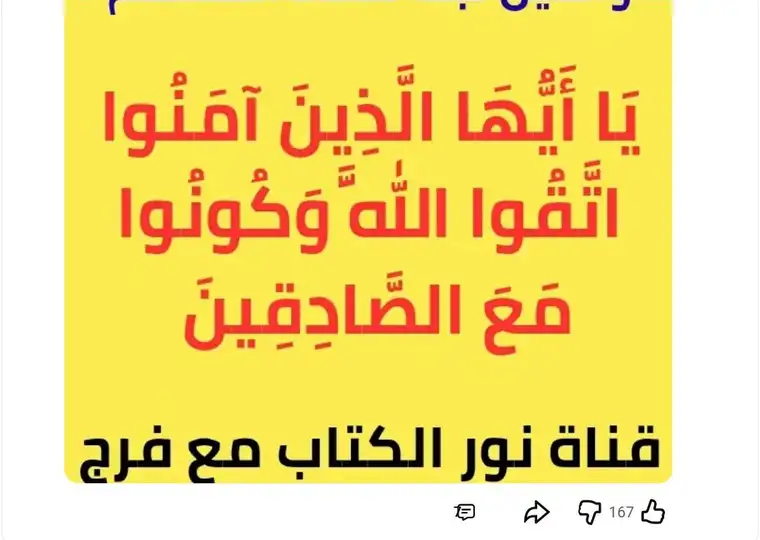 يَا أَيُّهَا الَّذِينَ آمَنُوا
اتَّقُوا اللَّهَ وَكُونُوا
مَعَ الصَّادِقِينَ
قناة نور الكتاب مع فرج
167